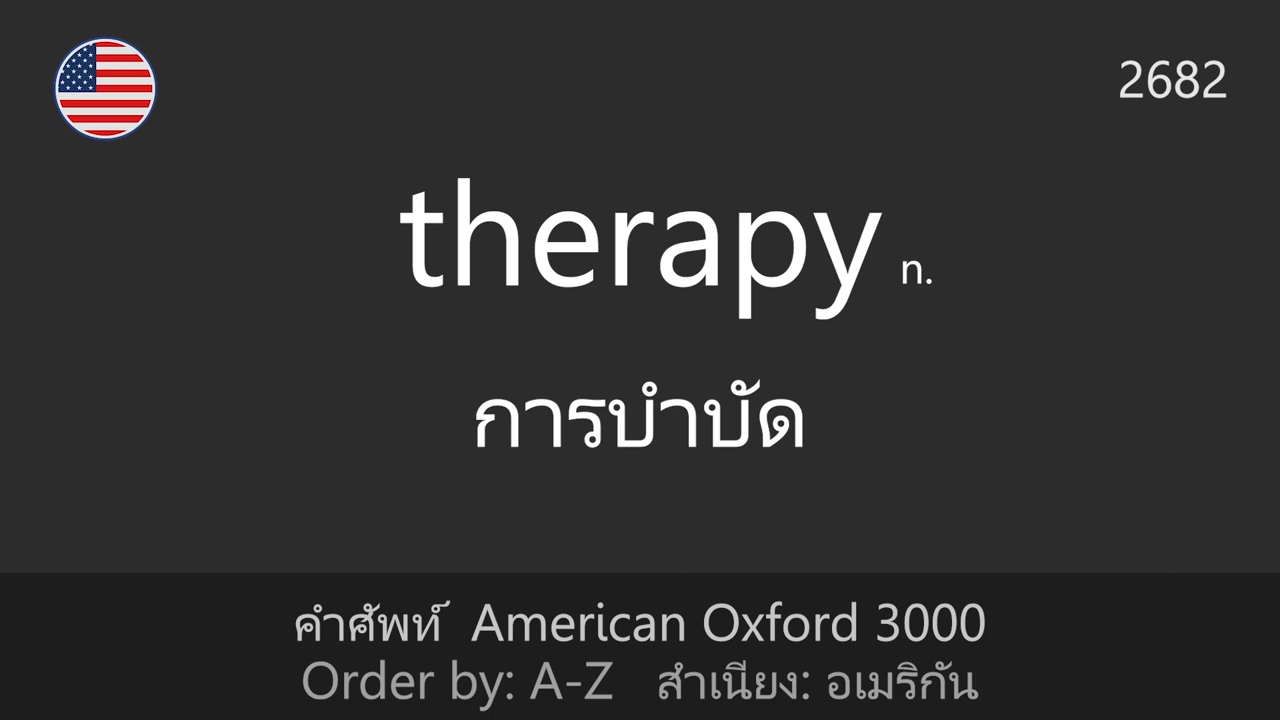 2682
therapy n.
การบำบัด
คำศัพท์ American Oxford 3000
Order by: A-Z สำเนียง: อเมริกัน